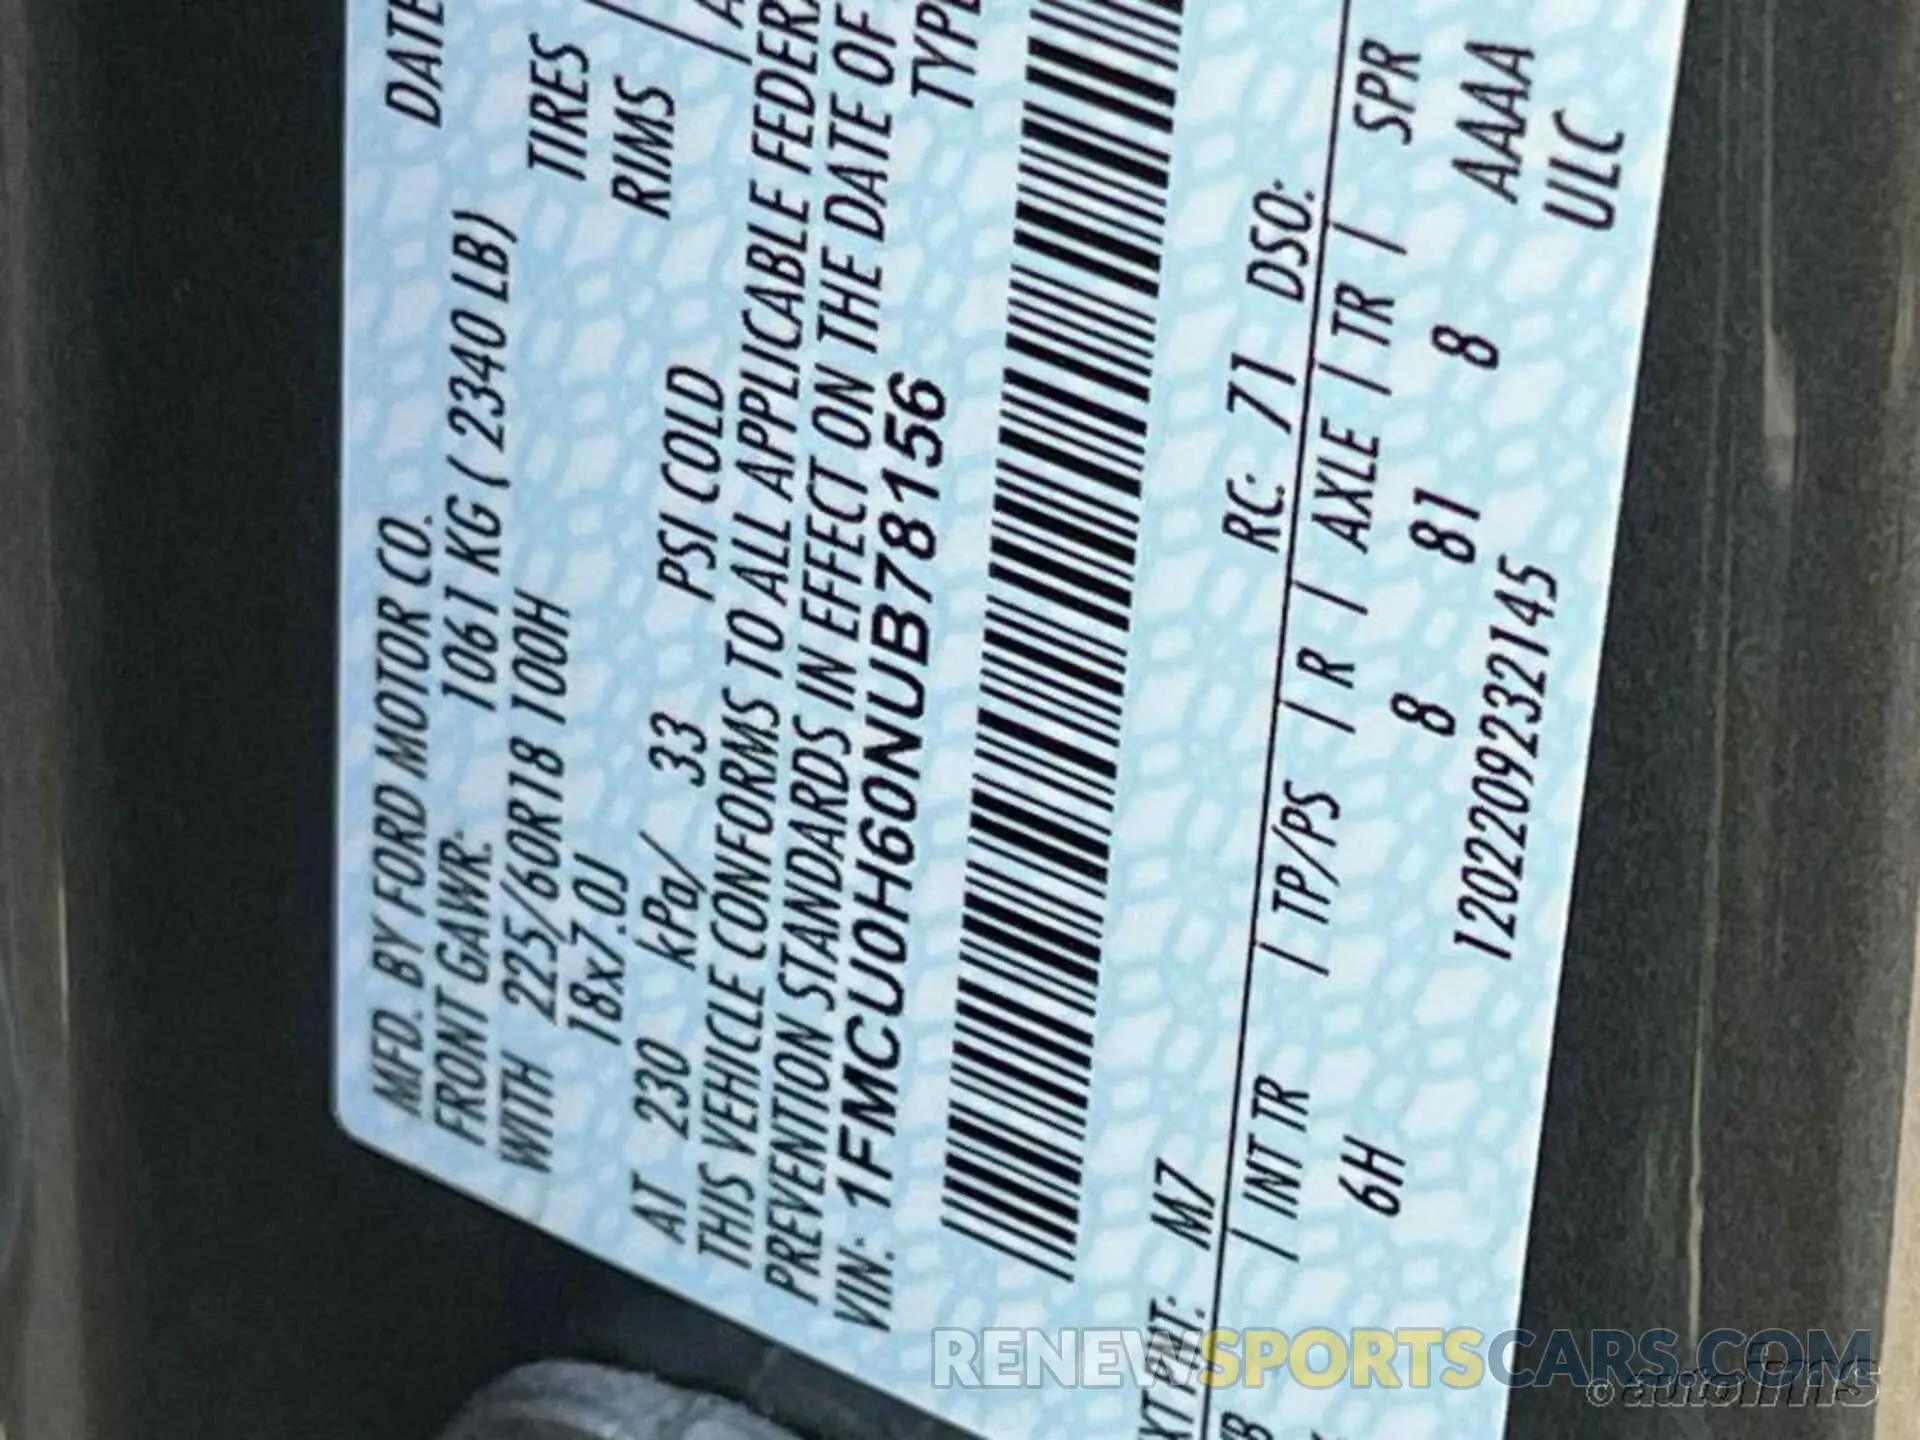 MFD. BY FORD MOTOR CO. DATE
FRONT GAWR: 1061 KG ( 2340 LB)
WITH 225/60R18 100H TIRES
18x7.0J RIMS
AT 230 kPa/ 33 PSI COLD
THIS VEHICLE CONFORMS TO ALL APPLICABLE
PREVENTION STANDARDS IN EFFECT ON THE DATE OF
VIN: 1FMCU0H60NUB78156
EXT PNT: M7 RC: 71 DSO:
| INT TR | TP/PS | R | AXLE | TR | SPR
6H 8 81 8 AAAA
1202209232145 ULC
RENEWSPORTSCARS.COM
© autoIMS